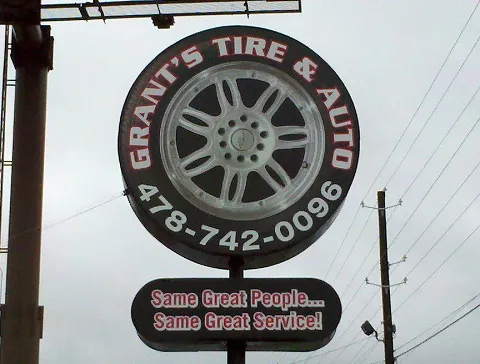 GRANT'S TIRE & AUTO
478-742-0096
Same Great People...
Same Great Service!